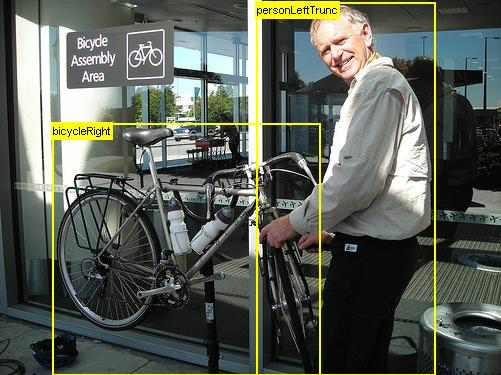 personLeftTrunc
Bicycle
Assembly
Area
bicycleRight